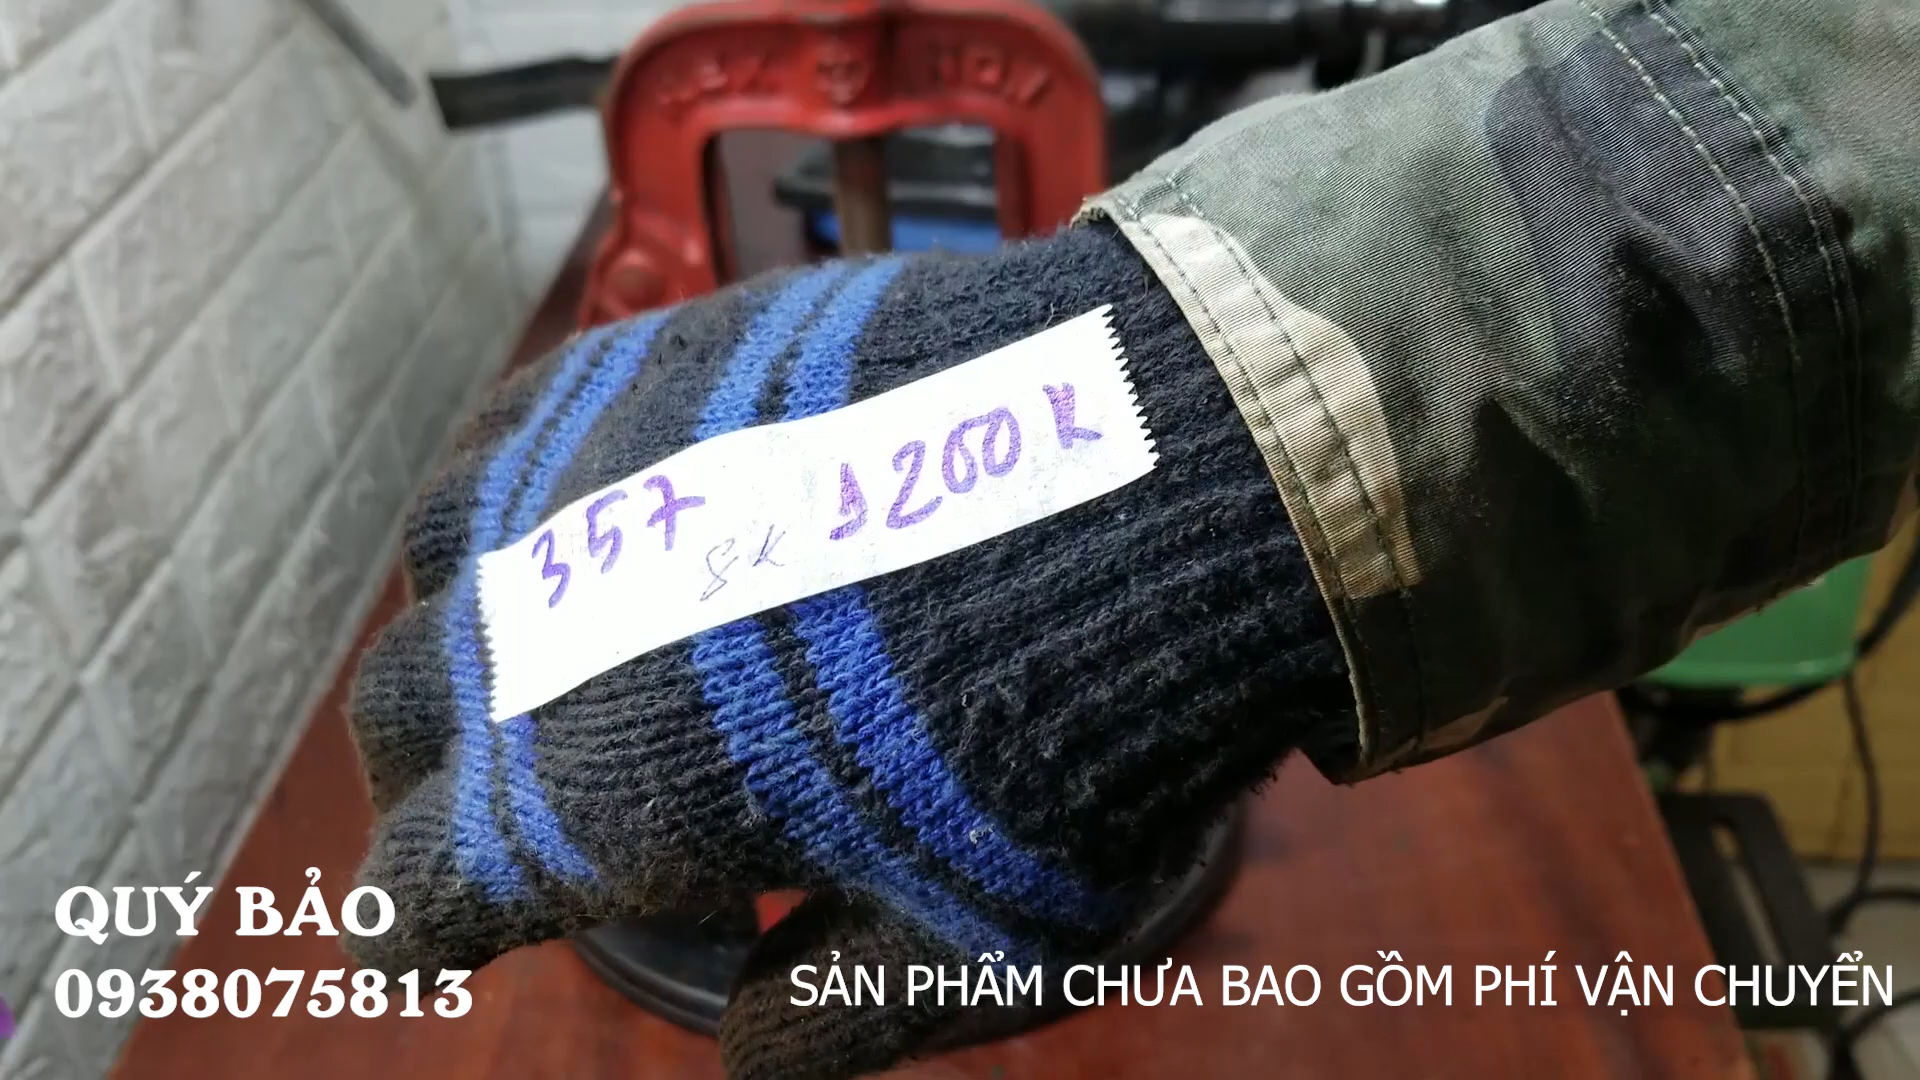 357 1200K
8K
QUÝ BẢO
0938075813
SẢN PHẨM CHƯA BAO GỒM PHÍ VẬN CHUYỂN